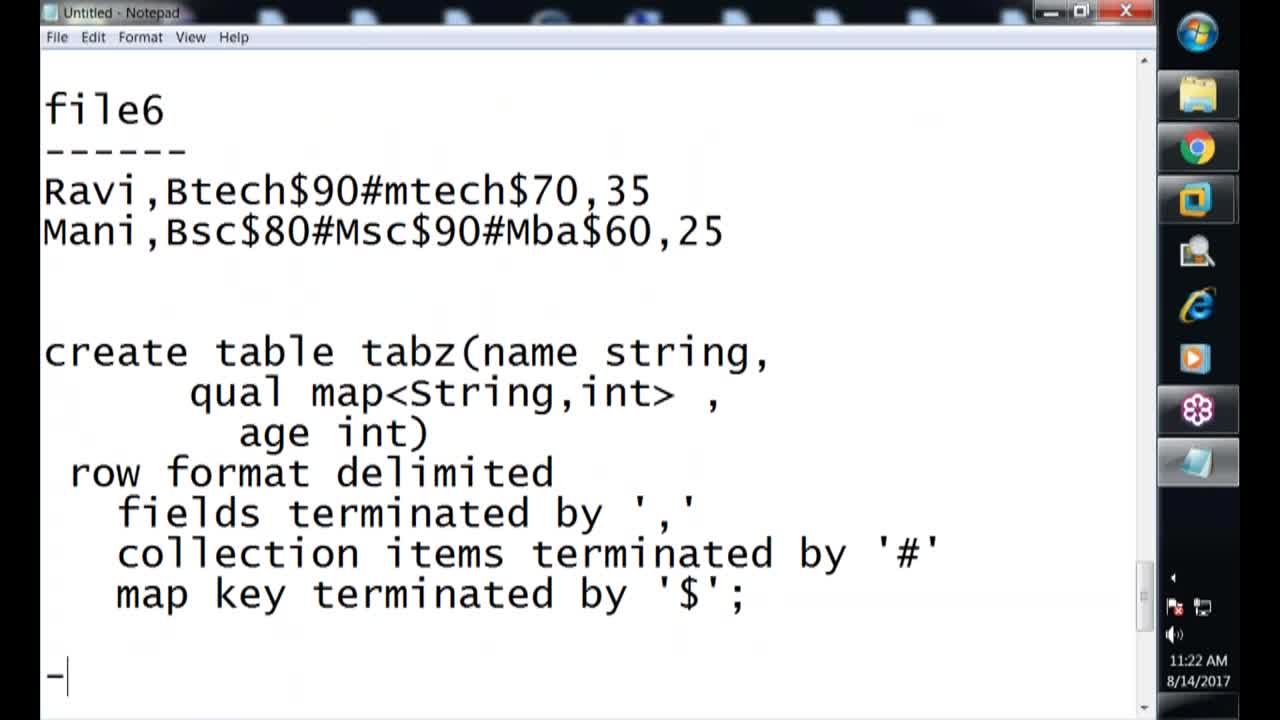 Untitled - Notepad
File Edit Format View Help
file6
------
Ravi,Btech$90#mtech$70,35
Mani,Bsc$80#Msc$90#Mba$60,25
create table tabz(name string,
qual map<String,int> ,
age int)
row format delimited
fields terminated by ','
collection items terminated by '#'
map key terminated by '$';
-
11:22 AM
8/14/2017